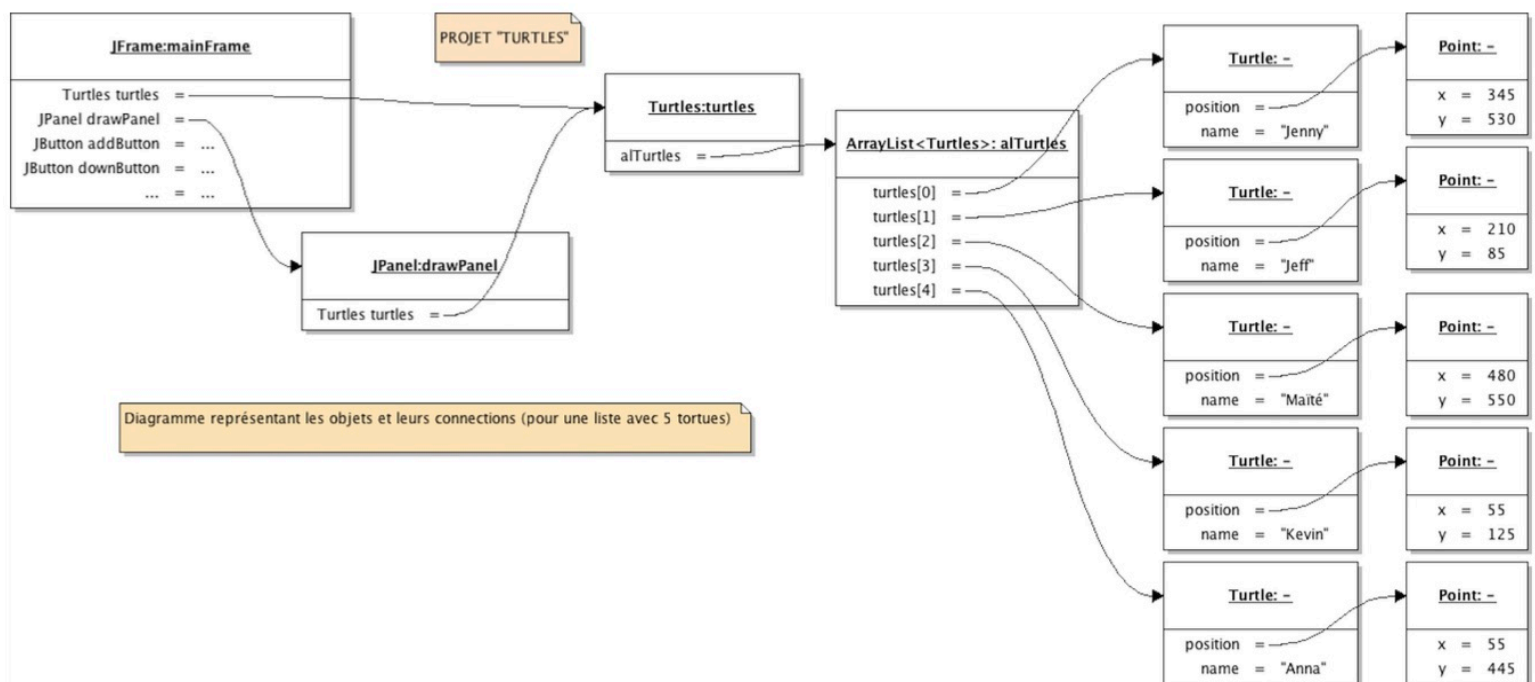 JFrame:mainFrame
Turtles turtles =
JPanel drawPanel =
JButton addButton = ...
JButton downButton = ...
... = ...
PROJET "TURTLES"
JPanel:drawPanel
Turtles turtles =
Turtles:turtles
alTurtles =
ArrayList<Turtles>: alTurtles
turtles[0] =
turtles[1] =
turtles[2] =
turtles[3] =
turtles[4] =
Turtle: -
position =
name = "Jenny"
Point: -
x = 345
y = 530
Turtle: -
position =
name = "Jeff"
Point: -
x = 210
y = 85
Turtle: -
position =
name = "Maïté"
Point: -
x = 480
y = 550
Turtle: -
position =
name = "Kevin"
Point: -
x = 55
y = 125
Turtle: -
position =
name = "Anna"
Point: -
x = 55
y = 445
Diagramme représentant les objets et leurs connections (pour une liste avec 5 tortues)